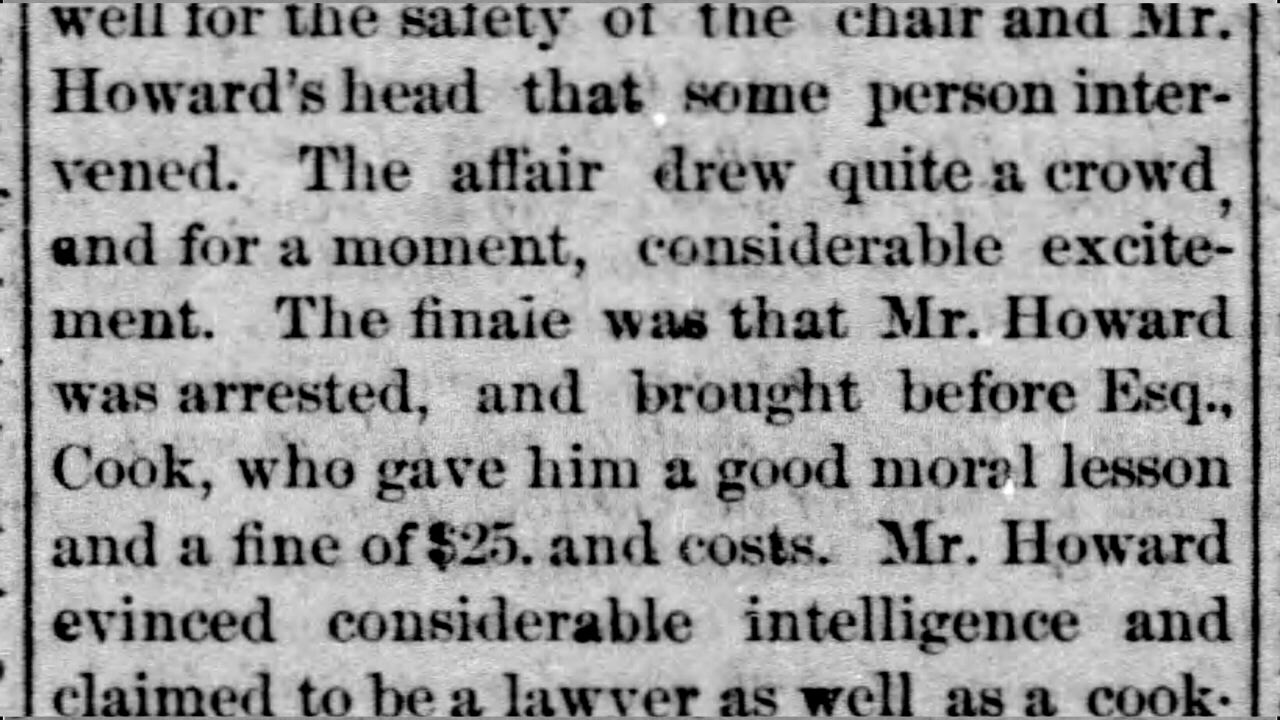 well for the safety of the chair and Mr.
Howard's head that some person inter-
vened. The affair drew quite a crowd,
and for a moment, considerable excite-
ment. The finale was that Mr. Howard
was arrested, and brought before Esq.,
Cook, who gave him a good moral lesson
and a fine of $25. and costs. Mr. Howard
evinced considerable intelligence and
claimed to be a lawyer as well as a cook-